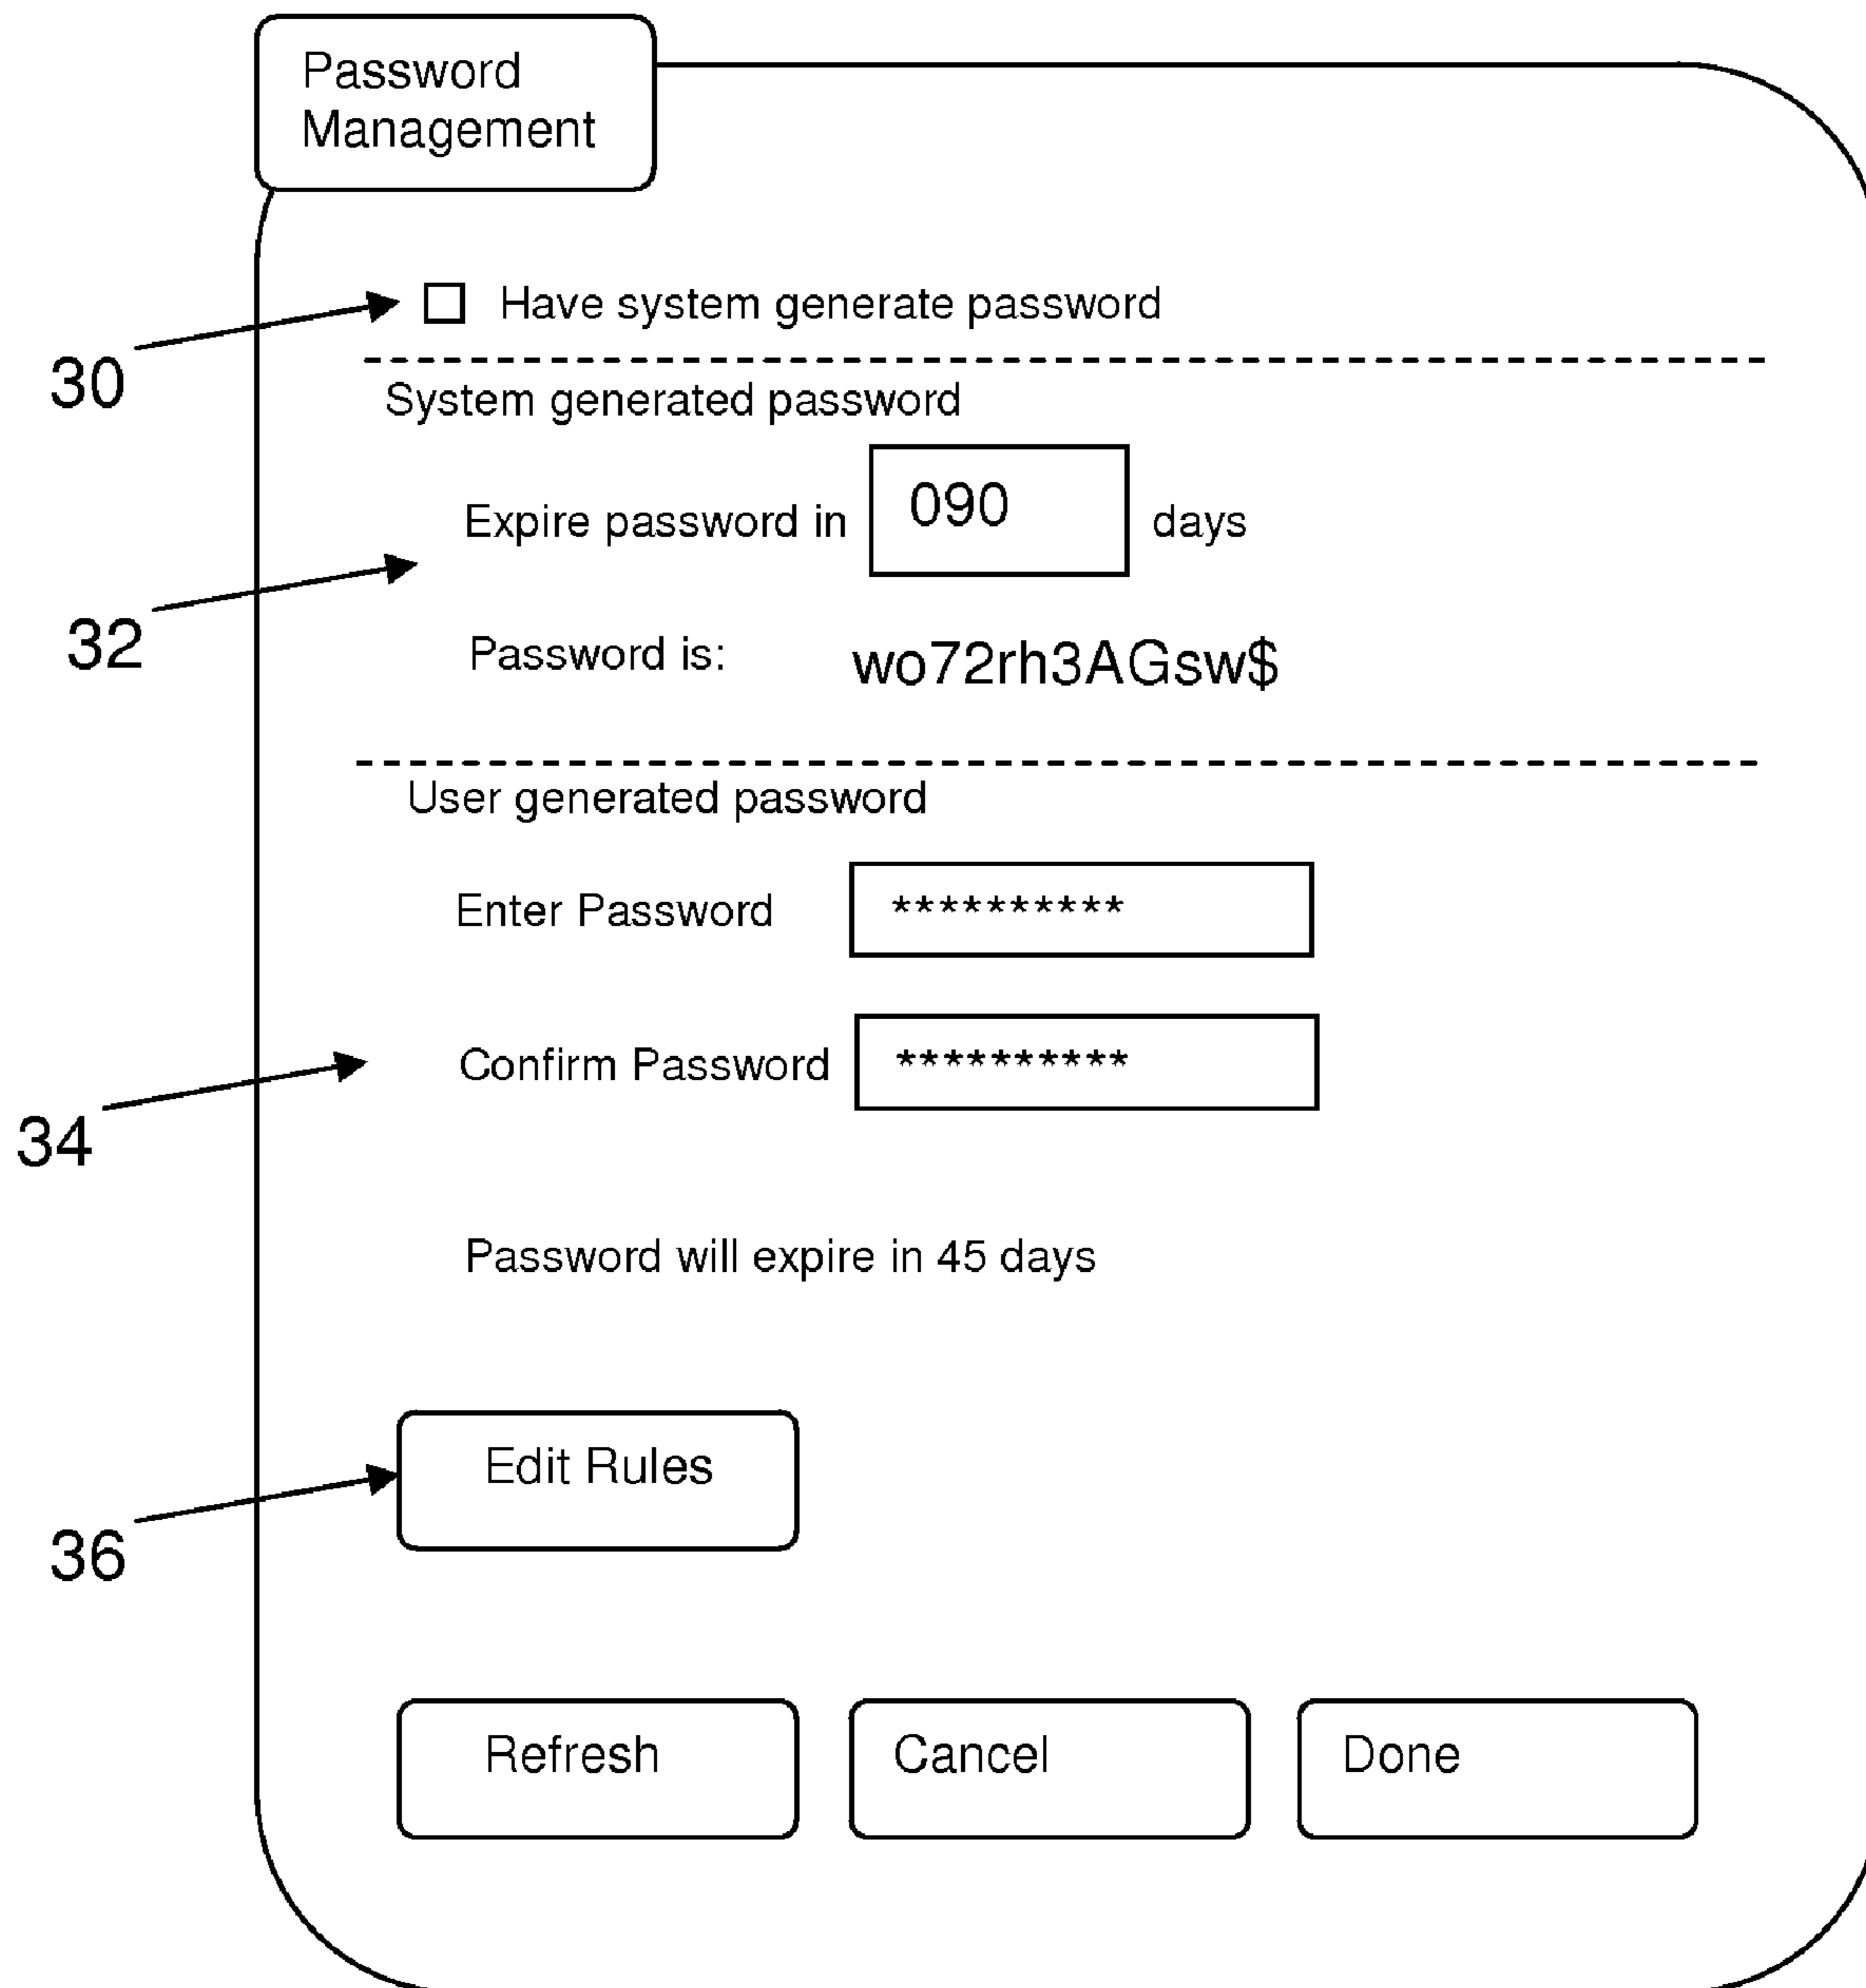 Password
Management
30
Have system generate password
System generated password
Expire password in 090 days
32
Password is: wo72rh3AGsw$
User generated password
Enter Password **********
Confirm Password **********
34
Password will expire in 45 days
Edit Rules
36
Refresh Cancel Done